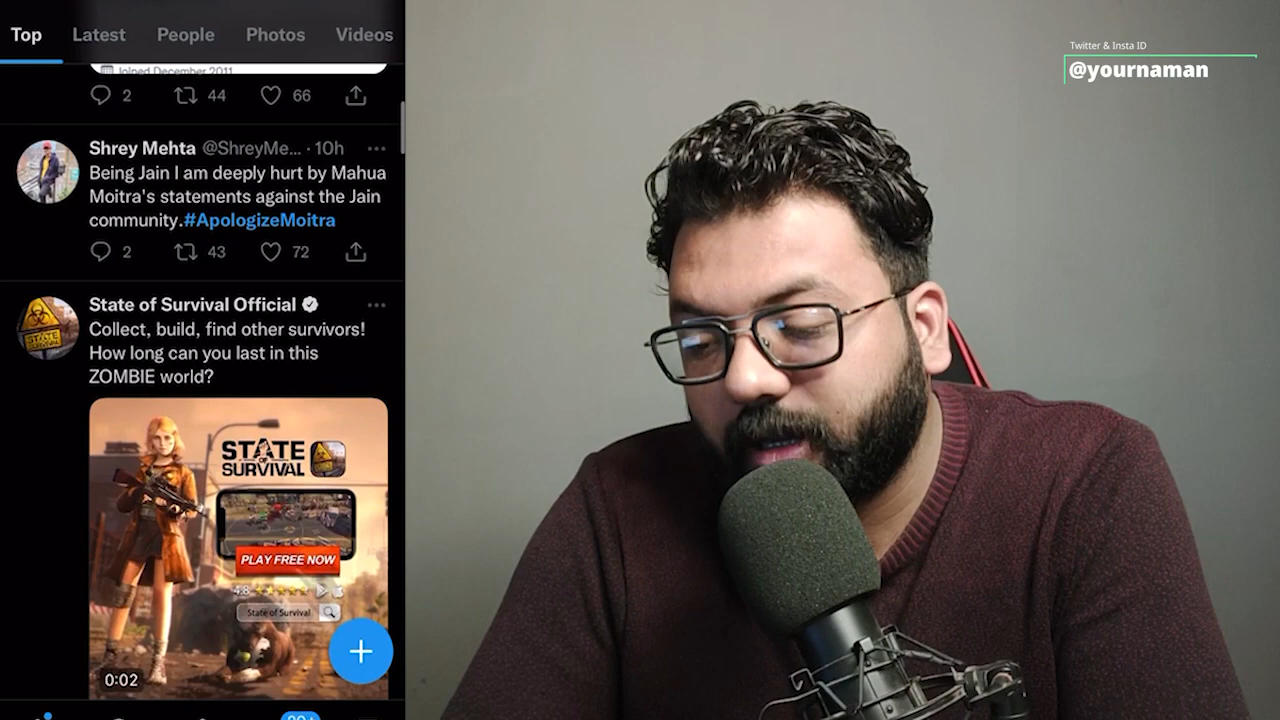 Top Latest People Photos Videos
Joined December 2011
2 44 66
Shrey Mehta @ShreyMe... · 10h
Being Jain I am deeply hurt by Mahua
Moitra's statements against the Jain
community.#ApologizeMoitra
2 43 72
State of Survival Official
Collect, build, find other survivors!
How long can you last in this
ZOMBIE world?
STATE
OF
SURVIVAL
PLAY FREE NOW
4.8
State of Survival
0:02
Twitter & Insta ID
@yournaman